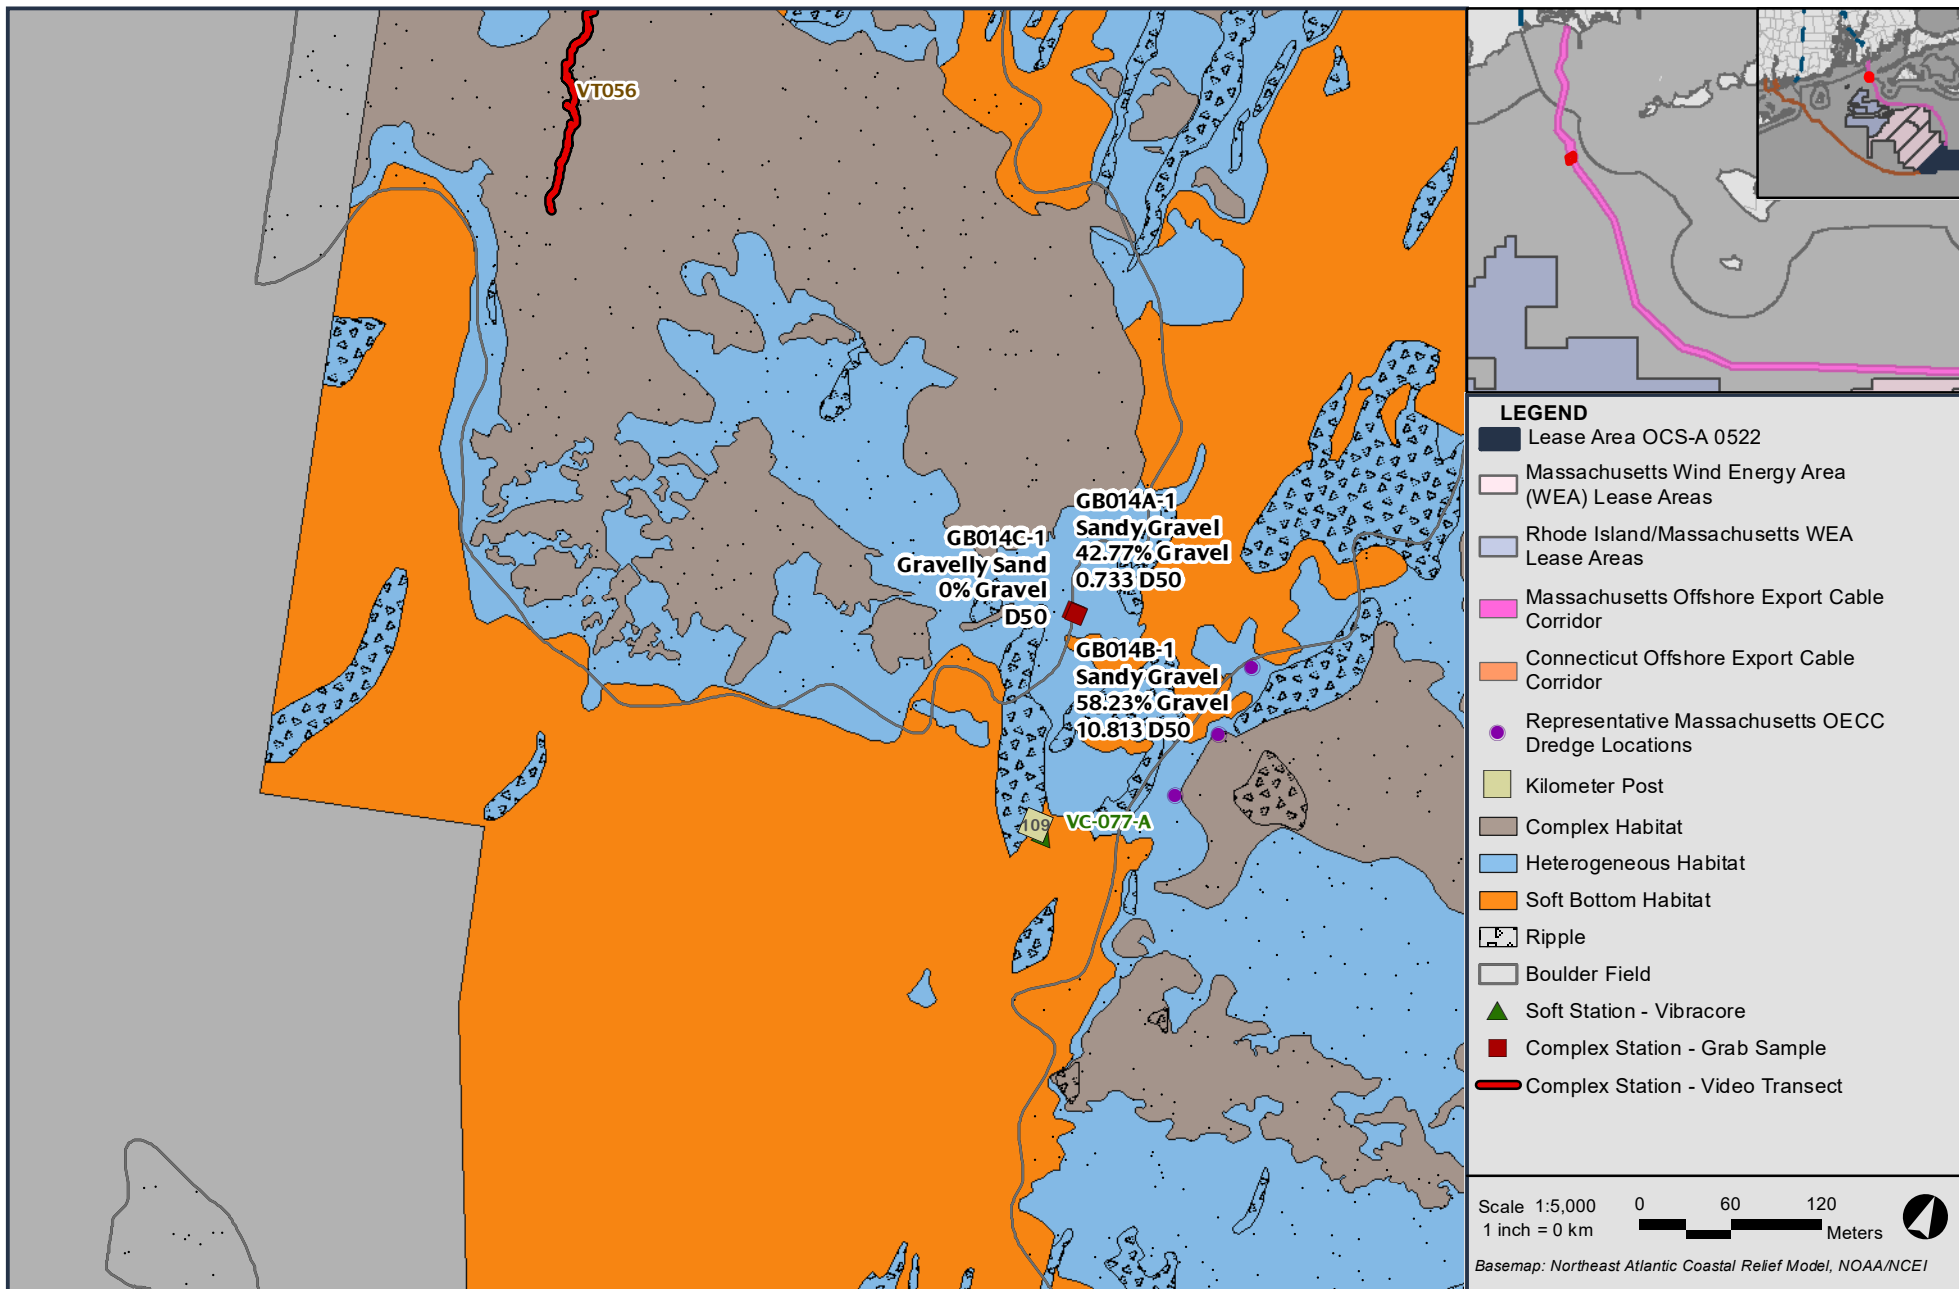 VT056
GB014A-1
Sandy Gravel
42.77% Gravel
0.733 D50
GB014C-1
Gravelly Sand
0% Gravel
D50
GB014B-1
Sandy Gravel
58.23% Gravel
10.813 D50
109
VC-077-A
LEGEND
Lease Area OCS-A 0522
Massachusetts Wind Energy Area
(WEA) Lease Areas
Rhode Island/Massachusetts WEA
Lease Areas
Massachusetts Offshore Export Cable
Corridor
Connecticut Offshore Export Cable
Corridor
Representative Massachusetts OECC
Dredge Locations
Kilometer Post
Complex Habitat
Heterogeneous Habitat
Soft Bottom Habitat
Ripple
Boulder Field
Soft Station - Vibracore
Complex Station - Grab Sample
Complex Station - Video Transect
Scale 1:5,000
1 inch = 0 km
0 60 120
Meters
Basemap: Northeast Atlantic Coastal Relief Model, NOAA/NCEI